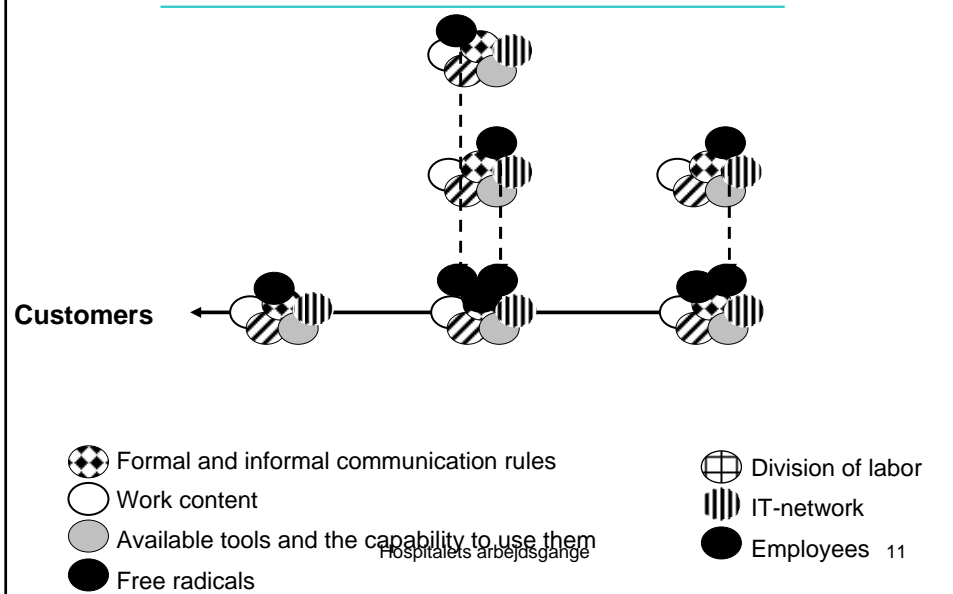 Customers
Formal and informal communication rules
Work content
Available tools and the capability to use them
Free radicals
Division of labor
IT-network
Employees
Hospitalets arbejdsgange
11